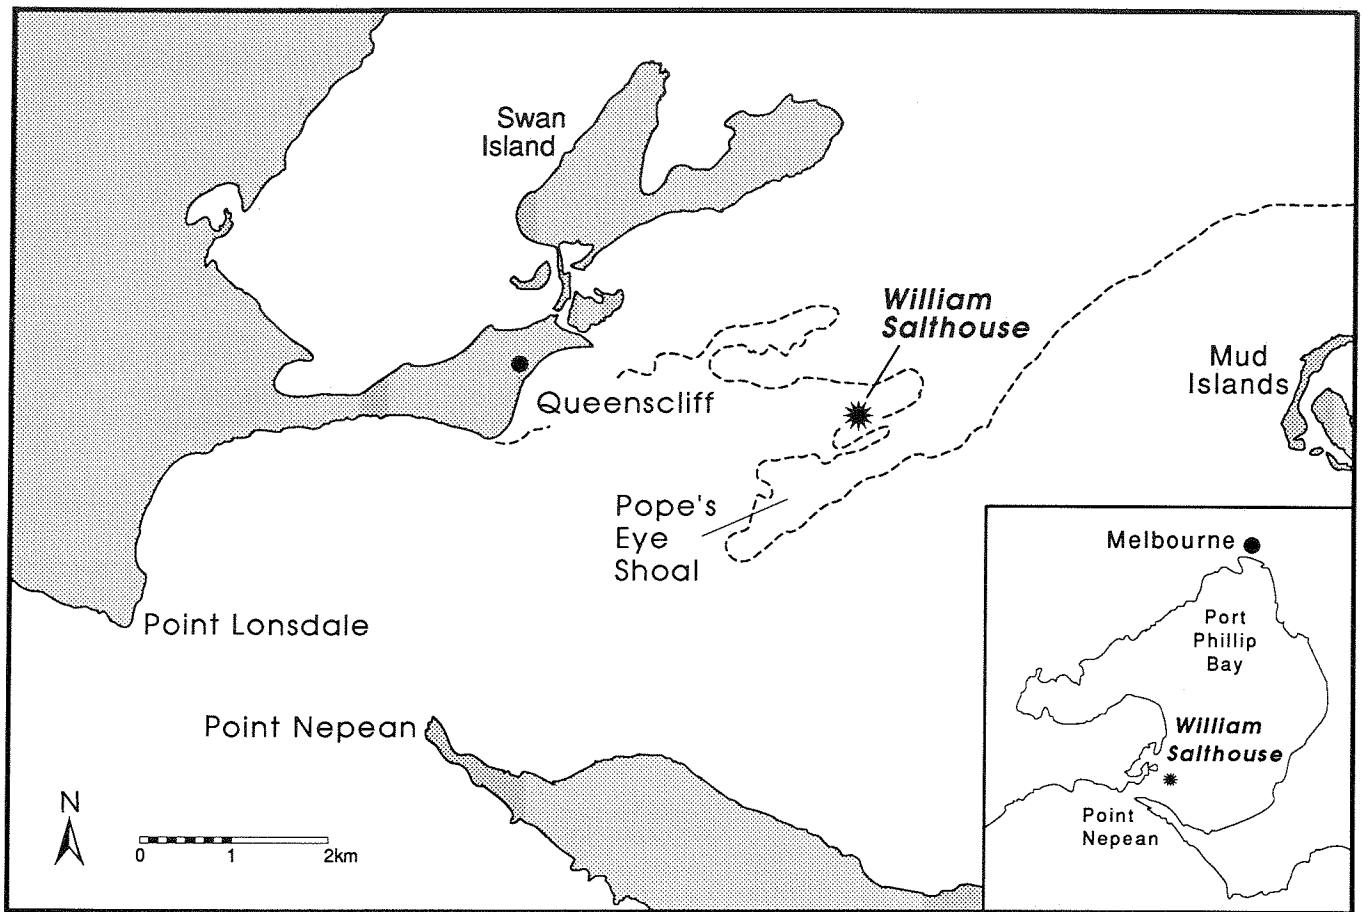 Swan
Island
William
Salthouse
Mud
Islands
Queenscliff
Pope's
Eye
Shoal
Point Lonsdale
Point Nepean
N
0 1 2km
Melbourne
Port
Phillip
Bay
William
Salthouse
Point
Nepean